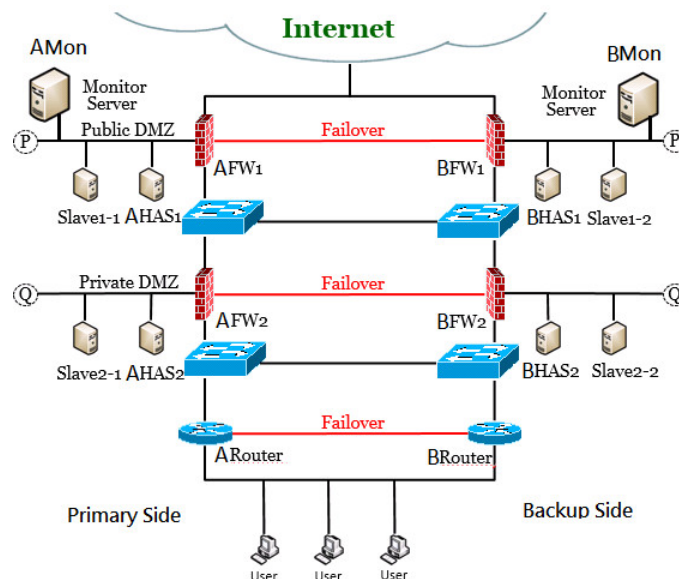 Internet
AMon
BMon
Monitor
Server
Monitor
Server
P
Public DMZ
Failover
P
AFW1
BFW1
Slave1-1
AHAS1
BHAS1
Slave1-2
Q
Private DMZ
Failover
Q
AFW2
BFW2
Slave2-1
AHAS2
BHAS2
Slave2-2
Failover
ARouter
BRouter
Primary Side
Backup Side
User
User
User